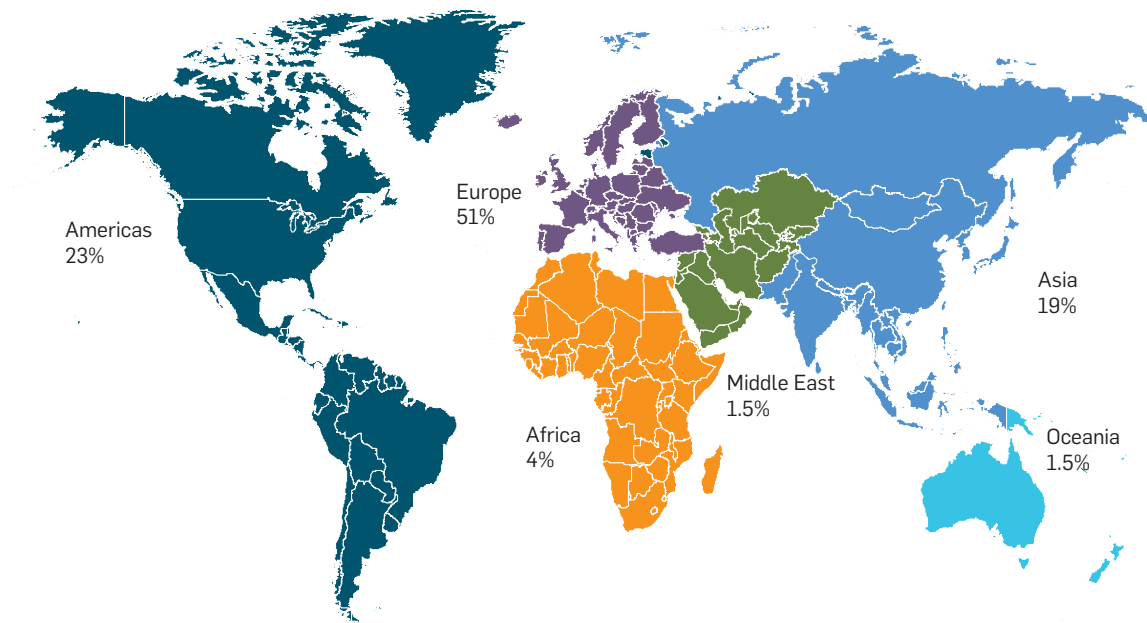 Americas
23%
Europe
51%
Asia
19%
Middle East
1.5%
Africa
4%
Oceania
1.5%